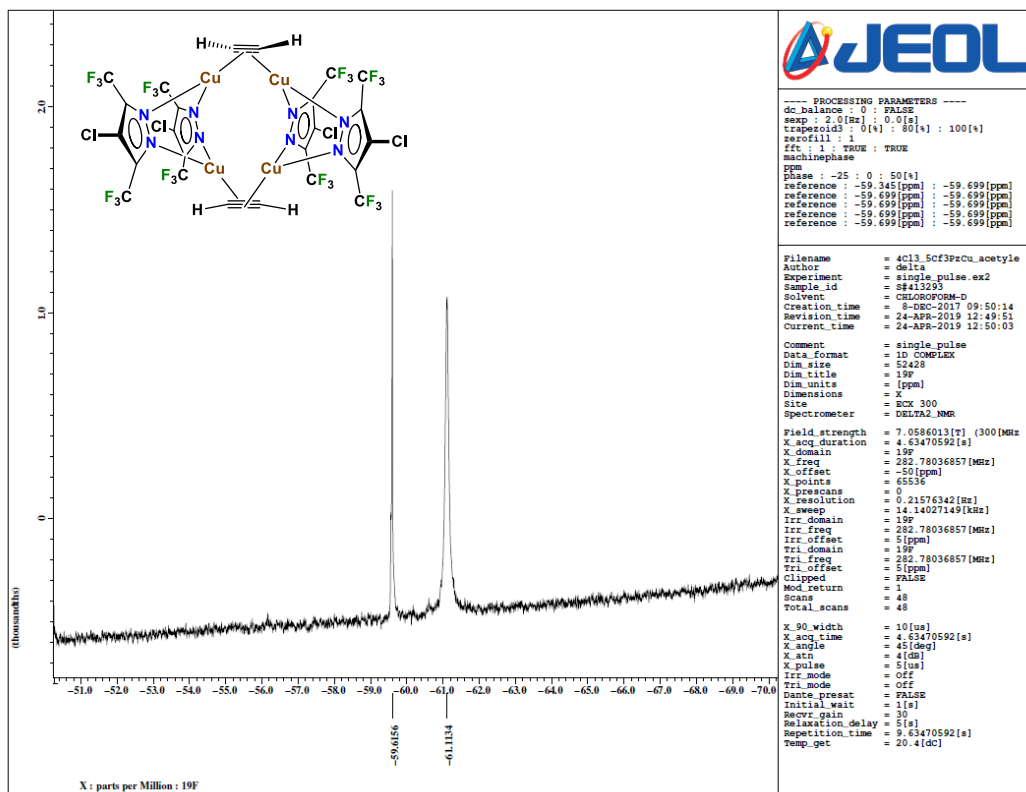 JEOL
H
H
Cu
Cu
CF3
CF3
F3C
F3C
N
N
N
N
Cl
Cl
Cl
Cl
N
N
N
N
F3C
F3C
Cu
Cu
CF3
CF3
H
H
2.0
1.0
0
(thousandths)
-51.0 -52.0 -53.0 -54.0 -55.0 -56.0 -57.0 -58.0 -59.0 -60.0 -61.0 -62.0 -63.0 -64.0 -65.0 -66.0 -67.0 -68.0 -69.0 -70.0
-59.6156
-61.1134
X : parts per Million : 19F
---- PROCESSING PARAMETERS ----
dc_balance : 0 : FALSE
sexp : 2.0[Hz] : 0.0[s]
trapezoid3 : 0[%] : 80[%] : 100[%]
zerofill : 1
fft : 1 : TRUE : TRUE
machinephase
ppm
phase : -25 : 0 : 50[%]
reference : -59.345[ppm] : -59.699[ppm]
reference : -59.699[ppm] : -59.699[ppm]
reference : -59.699[ppm] : -59.699[ppm]
reference : -59.699[ppm] : -59.699[ppm]
reference : -59.699[ppm] : -59.699[ppm]
Filename = 4Cl3_5Cf3PzCu_acetyle
Author = delta
Experiment = single_pulse.ex2
Sample_id = S#413293
Solvent = CHLOROFORM-D
Creation_time = 8-DEC-2017 09:50:14
Revision_time = 24-APR-2019 12:49:51
Current_time = 24-APR-2019 12:50:03
Comment = single_pulse
Data_format = 1D COMPLEX
Dim_size = 52428
Dim_title = 19F
Dim_units = [ppm]
Dimensions = X
Site = ECX 300
Spectrometer = DELTA2_NMR
Field_strength = 7.0586013[T] (300[MHz
X_acq_duration = 4.63470592[s]
X_domain = 19F
X_freq = 282.78036857[MHz]
X_offset = -50[ppm]
X_points = 65536
X_prescans = 0
X_resolution = 0.21576342[Hz]
X_sweep = 14.14027149[kHz]
Irr_domain = 19F
Irr_freq = 282.78036857[MHz]
Irr_offset = 5[ppm]
Tri_domain = 19F
Tri_freq = 282.78036857[MHz]
Tri_offset = 5[ppm]
Clipped = FALSE
Mod_return = 1
Scans = 48
Total_scans = 48
X_90_width = 10[us]
X_acq_time = 4.63470592[s]
X_angle = 45[deg]
X_atn = 4[dB]
X_pulse = 5[us]
Irr_mode = Off
Tri_mode = Off
Dante_presat = FALSE
Initial_wait = 1[s]
Recvr_gain = 30
Relaxation_delay = 5[s]
Repetition_time = 9.63470592[s]
Temp_get = 20.4[dC]